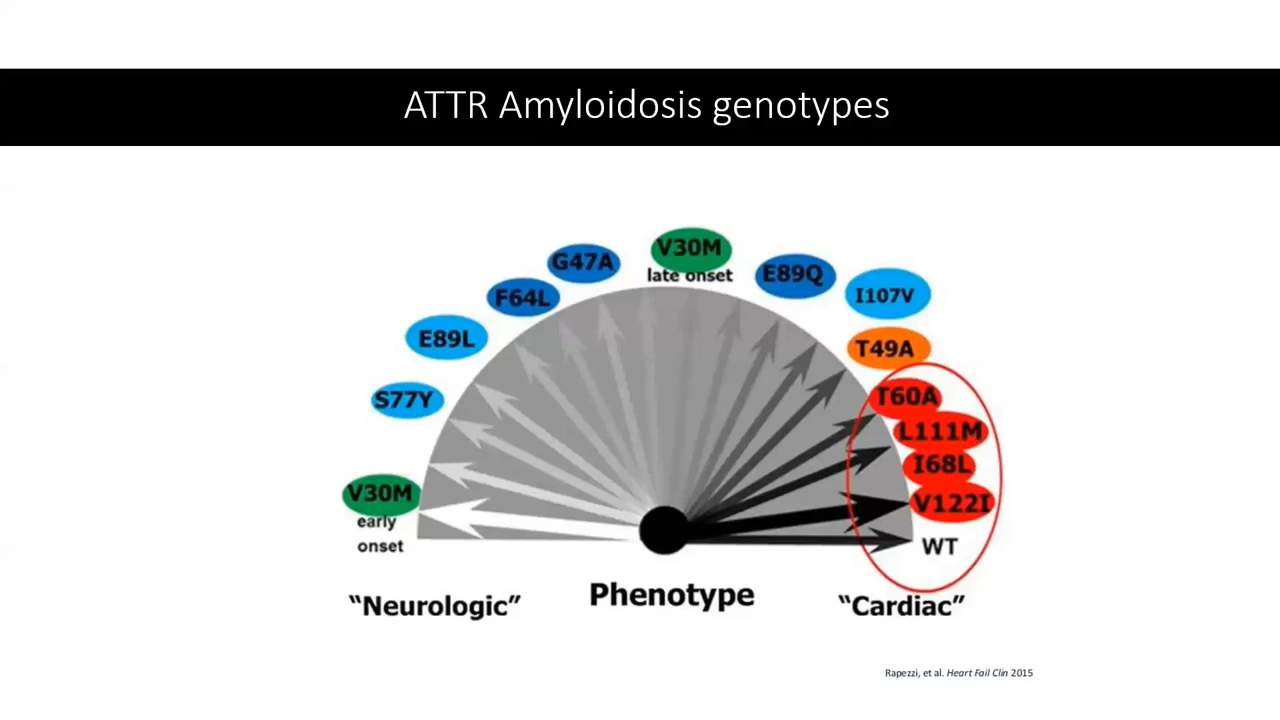 ATTR Amyloidosis genotypes
V30M
late onset
G47A
E89Q
F64L
I107V
E89L
T49A
S77Y
T60A
L111M
I68L
V30M
V122I
early
onset
WT
“Neurologic”
Phenotype
“Cardiac”
Rapezzi, et al. Heart Fail Clin 2015